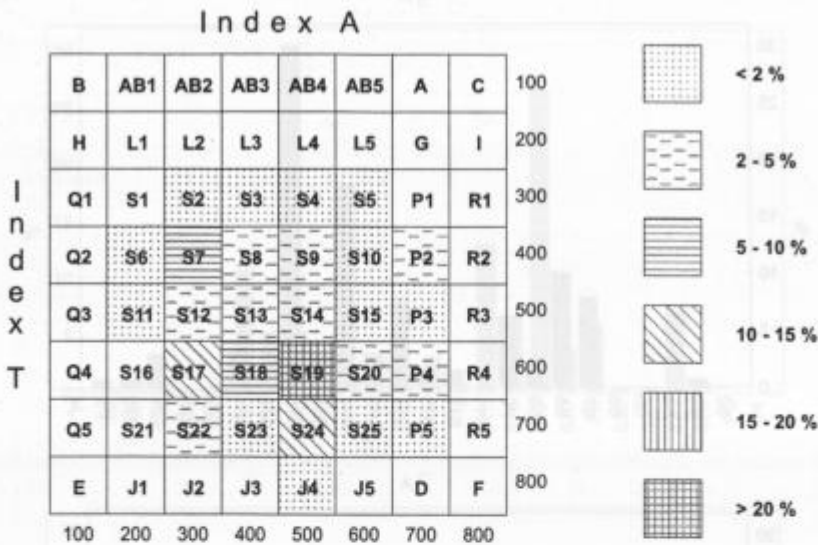 Index A
B AB1 AB2 AB3 AB4 AB5 A C 100
H L1 L2 L3 L4 L5 G I 200
Q1 S1 S2 S3 S4 S5 P1 R1 300
Q2 S6 S7 S8 S9 S10 P2 R2 400
Q3 S11 S12 S13 S14 S15 P3 R3 500
Q4 S16 S17 S18 S19 S20 P4 R4 600
Q5 S21 S22 S23 S24 S25 P5 R5 700
E J1 J2 J3 J4 J5 D F 800
100 200 300 400 500 600 700 800
Index T
< 2 %
2 - 5 %
5 - 10 %
10 - 15 %
15 - 20 %
> 20 %